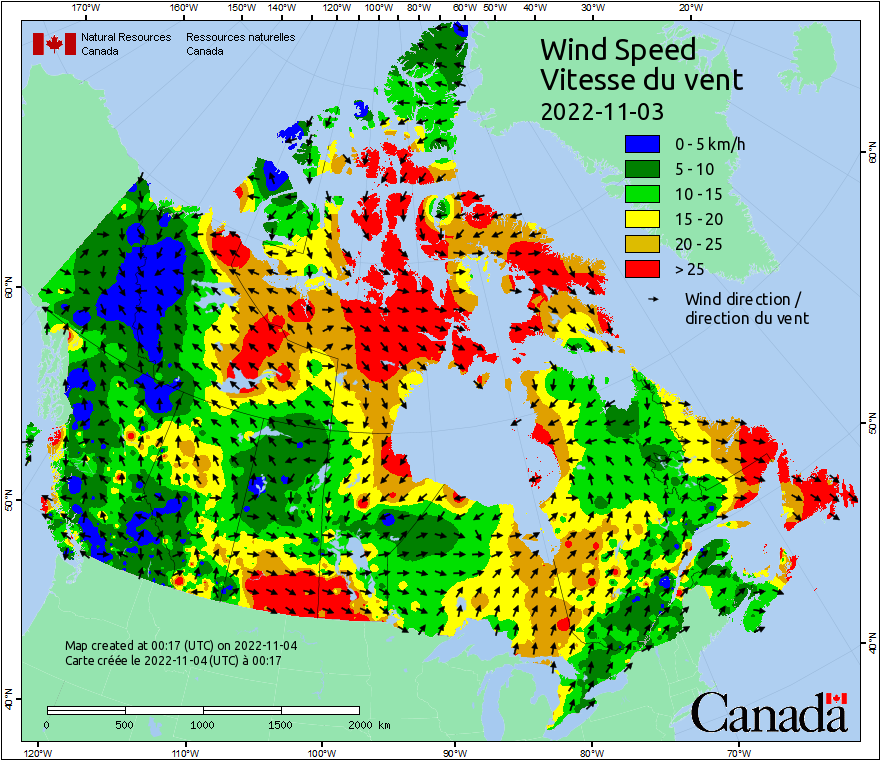 170°W 160°W 150°W 140°W 130°W 120°W 110°W 100°W 90°W 80°W 70°W 60°W 50°W 40°W 30°W 20°W
Natural Resources Canada
Ressources naturelles Canada
Wind Speed
Vitesse du vent
2022-11-03
0 - 5 km/h
5 - 10
10 - 15
15 - 20
20 - 25
> 25
Wind direction /
direction du vent
60°N
50°N
40°N
60°N
50°N
40°N
Map created at 00:17 (UTC) on 2022-11-04
Carte créée le 2022-11-04 (UTC) à 00:17
0 500 1000 1500 2000 km
Canada
120°W 110°W 100°W 90°W 80°W 70°W